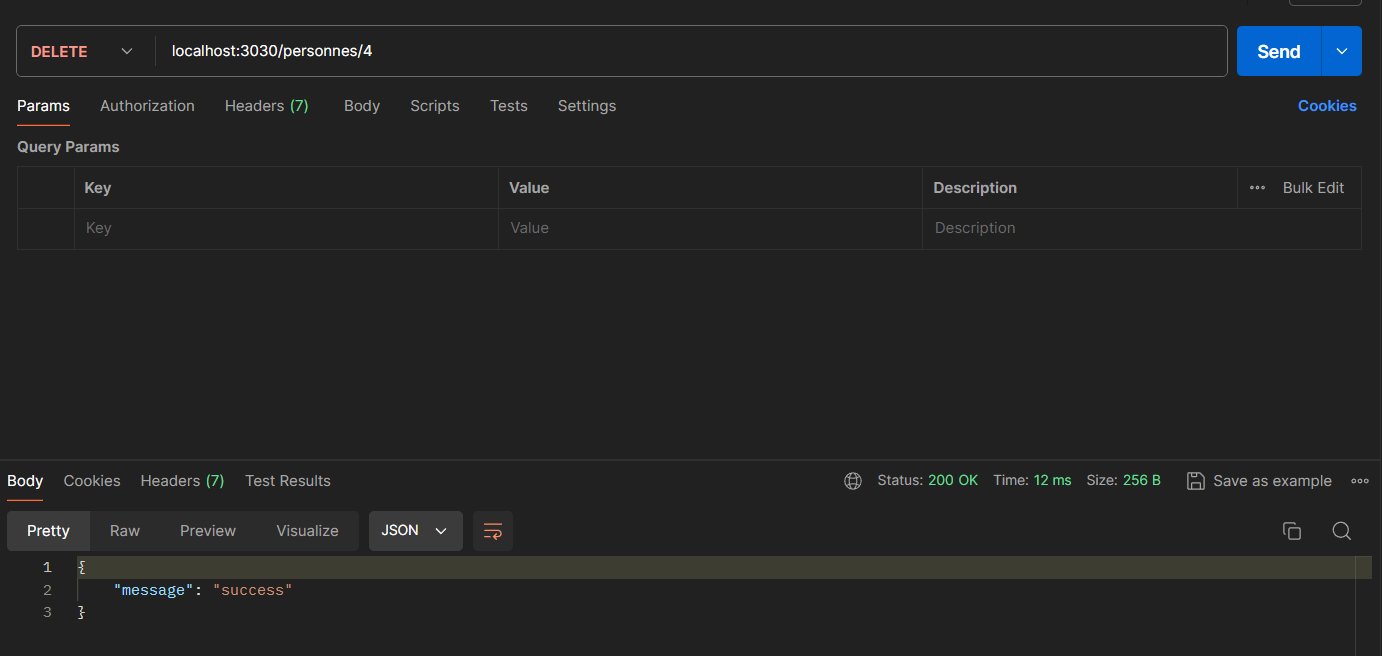 DELETE localhost:3030/personnes/4 Send
Params Authorization Headers (7) Body Scripts Tests Settings Cookies
Query Params
Key Value Description Bulk Edit
Key Value Description
Body Cookies Headers (7) Test Results Status: 200 OK Time: 12 ms Size: 256 B Save as example
Pretty Raw Preview Visualize JSON
1 {
2 "message": "success"
3 }